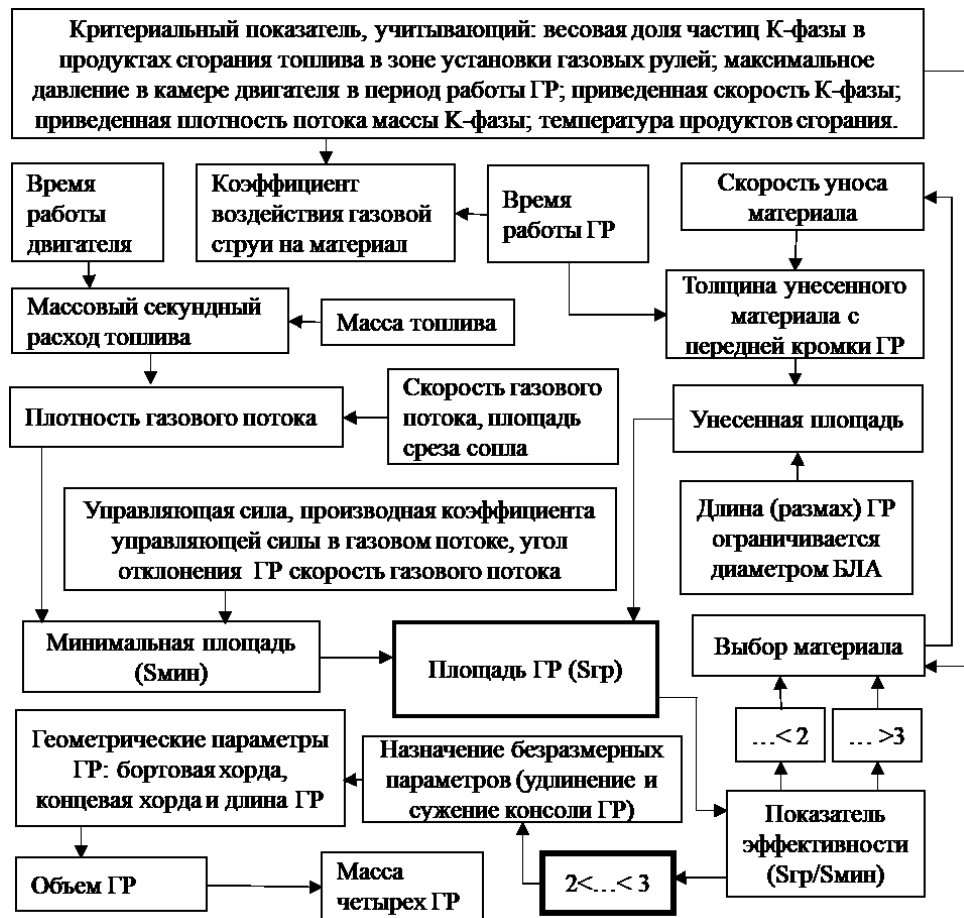 Критериальный показатель, учитывающий: весовая доля частиц К-фазы в
продуктах сгорания топлива в зоне установки газовых рулей; максимальное
давление в камере двигателя в период работы ГР; приведенная скорость К-фазы;
приведенная плотность потока массы К-фазы; температура продуктов сгорания.
Время
работы
двигателя
Коэффициент
воздействия газовой
струи на материал
Время
работы ГР
Скорость уноса
материала
Массовый секундный
расход топлива
Масса топлива
Толщина унесенного
материала с
передней кромки ГР
Плотность газового потока
Скорость газового
потока, площадь
среза сопла
Унесенная площадь
Управляющая сила, производная коэффициента
управляющей силы в газовом потоке, угол
отклонения ГР скорость газового потока
Длина (размах) ГР
ограничивается
диаметром БЛА
Минимальная площадь
(Sмин)
Площадь ГР (Sгр)
Выбор материала
…< 2
… >3
Геометрические параметры
ГР: бортовая хорда,
концевая хорда и длина ГР
Назначение безразмерных
параметров (удлинение и
сужение консоли ГР)
Показатель
эффективности
(Sгр/Sмин)
Объем ГР
Масса
четырех ГР
2<…< 3